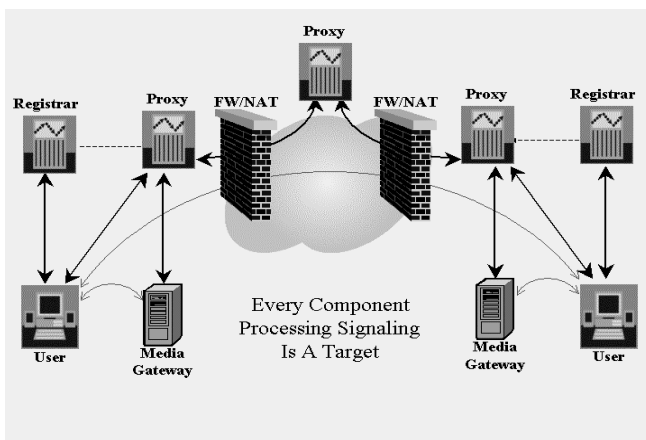 Proxy
Registrar
Proxy
FW/NAT
FW/NAT
Proxy
Registrar
Every Component
Processing Signaling
Is A Target
User
Media
Gateway
Media
Gateway
User